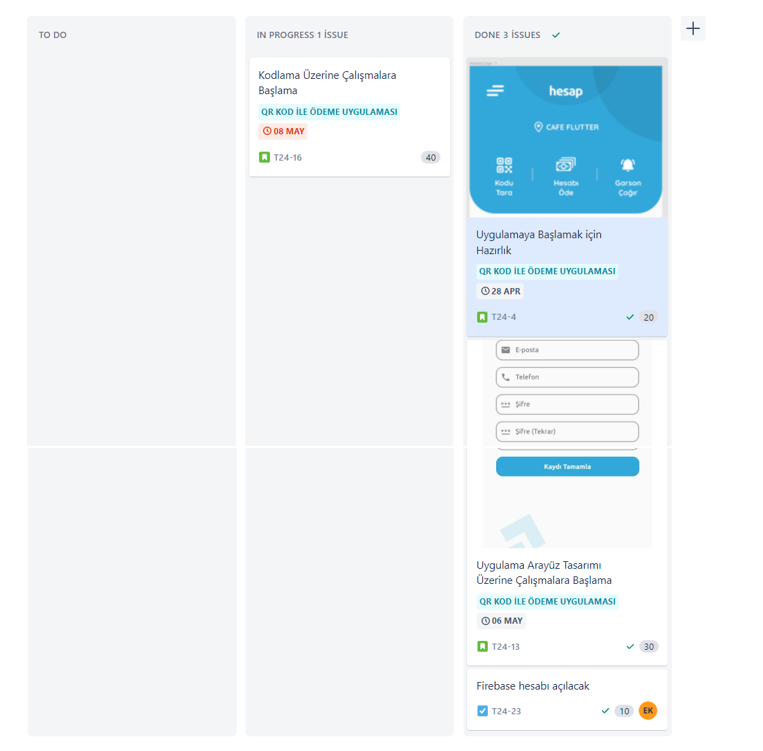 TO DO
IN PROGRESS 1 İSSUE
Kodlama Üzerine Çalışmalara
Başlama
QR KOD İLE ÖDEME UYGULAMASI
08 MAY
T24-16
40
DONE 3 İSSUES
hesap
CAFE FLUTTER
Kodu
Tara
Hesabı
Öde
Garson
Çağır
Uygulamaya Başlamak için
Hazırlık
QR KOD İLE ÖDEME UYGULAMASI
28 APR
T24-4
20
E-posta
Telefon
Şifre
Şifre (Tekrar)
Kaydı Tamamla
Uygulama Arayüz Tasarımı
Üzerine Çalışmalara Başlama
QR KOD İLE ÖDEME UYGULAMASI
06 MAY
T24-13
30
Firebase hesabı açılacak
T24-23
10
EK